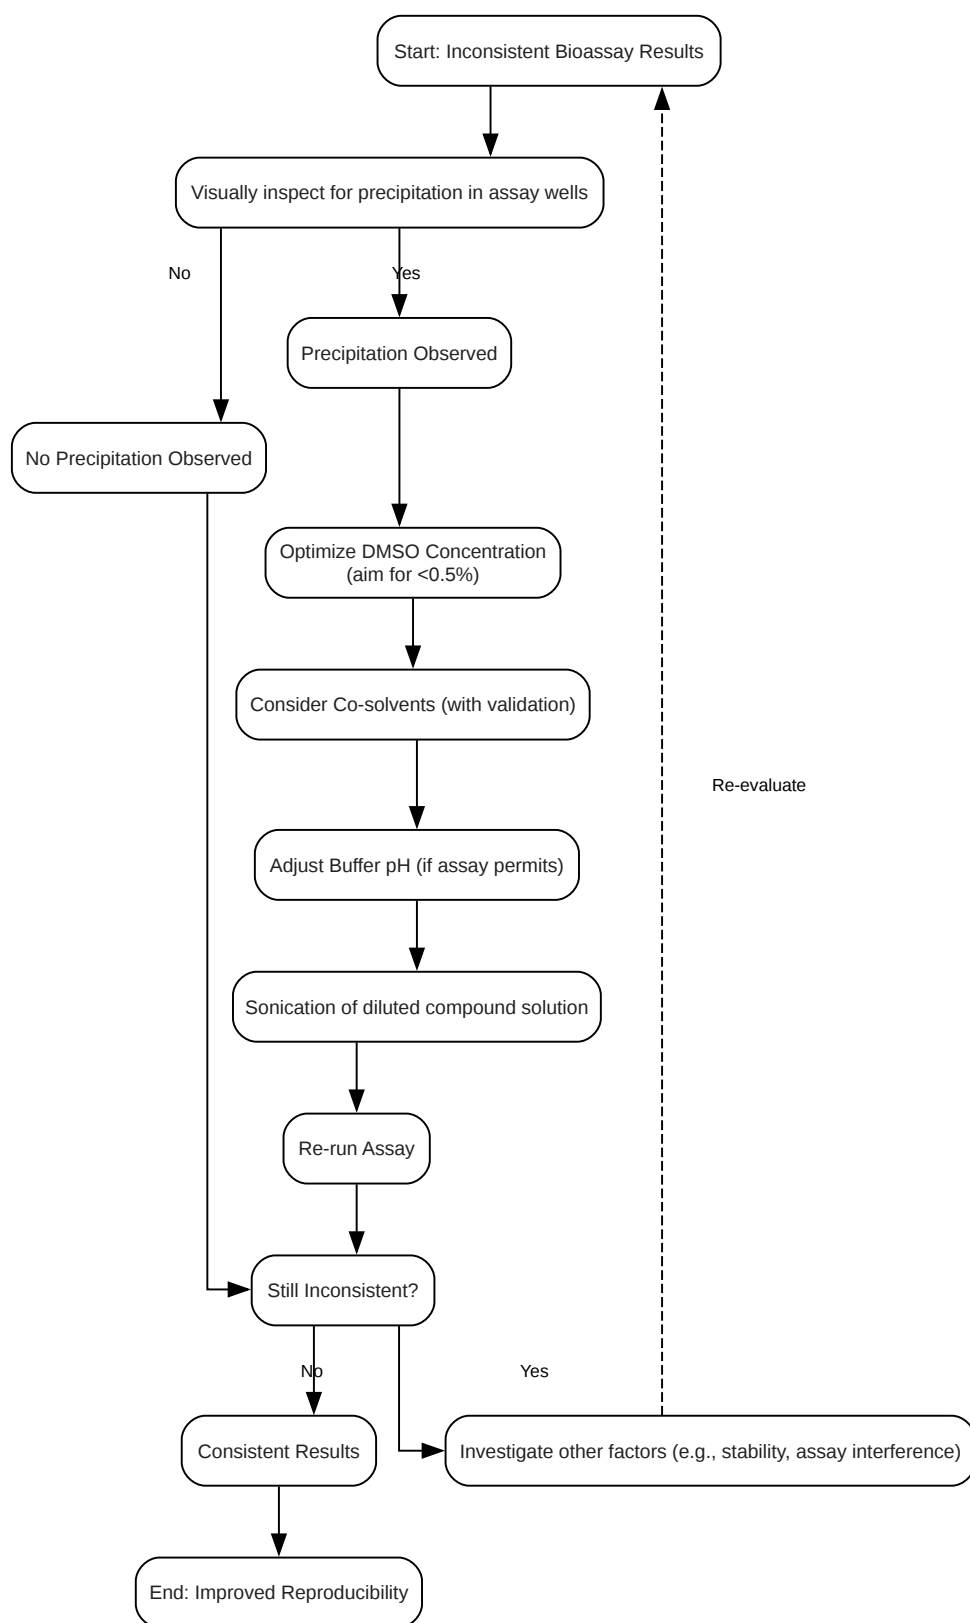 Start: Inconsistent Bioassay Results
Visually inspect for precipitation in assay wells
No
Yes
Precipitation Observed
No Precipitation Observed
Optimize DMSO Concentration
(aim for <0.5%)
Consider Co-solvents (with validation)
Re-evaluate
Adjust Buffer pH (if assay permits)
Sonication of diluted compound solution
Re-run Assay
Still Inconsistent?
No
Yes
Consistent Results
Investigate other factors (e.g., stability, assay interference)
End: Improved Reproducibility